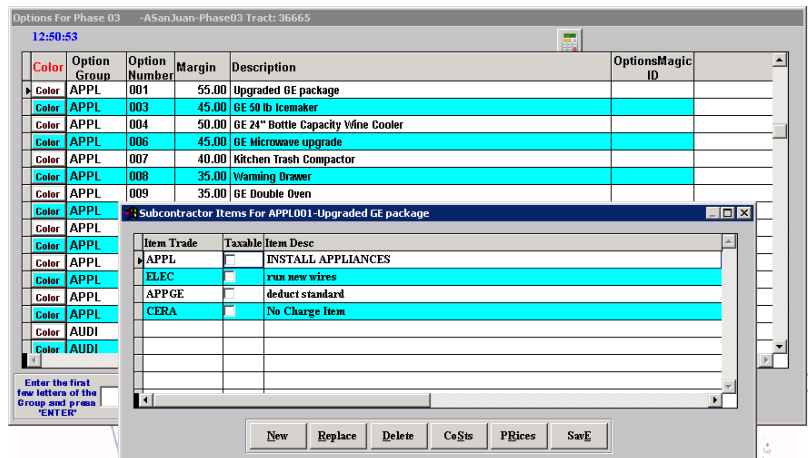 Options For Phase 03 -ASanJuan-Phase03 Tract: 36665
12:50:53
Color Option Group Option Number Margin Description OptionsMagic ID
Color APPL 001 55.00 Upgraded GE package
Color APPL 003 45.00 GE 50 lb Icemaker
Color APPL 004 50.00 GE 24" Bottle Capacity Wine Cooler
Color APPL 006 45.00 GE Microwave upgrade
Color APPL 007 40.00 Kitchen Trash Compactor
Color APPL 008 35.00 Warming Drawer
Color APPL 009 35.00 GE Double Oven
Color APPL
Color APPL
Color APPL
Color APPL
Color APPL
Color APPL
Color APPL
Color AUDI
Color AUDI
Enter the first
few letters of the
Group and press
'ENTER'
Subcontractor Items For APPL001-Upgraded GE package
Item Trade Taxable Item Desc
APPL INSTALL APPLIANCES
ELEC run new wires
APPGE deduct standard
CERA No Charge Item
New Replace Delete CoSts PRices SavE